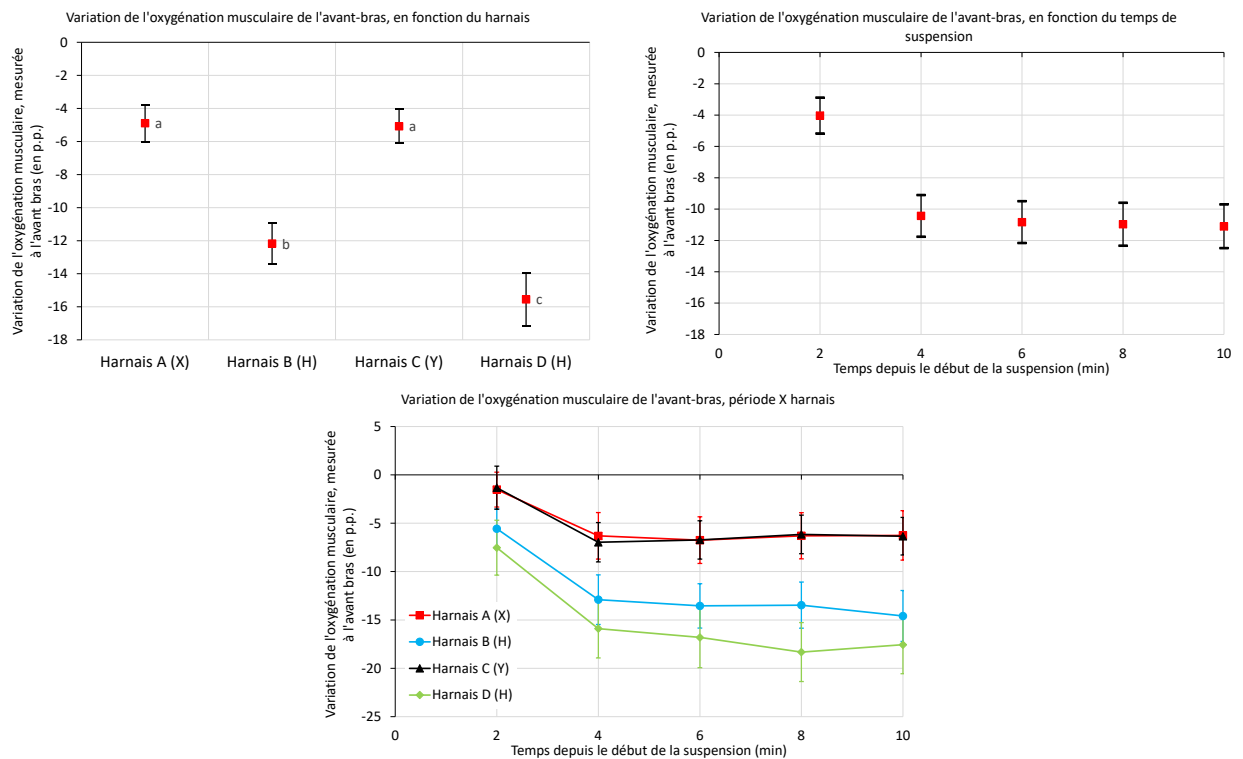 Variation de l'oxygénation musculaire de l'avant-bras, en fonction du harnais
Variation de l'oxygénation musculaire, mesurée
à l'avant bras (en p.p.)
0
-2
-4
-6
-8
-10
-12
-14
-16
-18
a
b
a
c
Harnais A (X)
Harnais B (H)
Harnais C (Y)
Harnais D (H)
Variation de l'oxygénation musculaire de l'avant-bras, en fonction du temps de
suspension
Variation de l'oxygénation musculaire, mesurée
à l'avant bras (en p.p.)
0
-2
-4
-6
-8
-10
-12
-14
-16
-18
0 2 4 6 8 10
Temps depuis le début de la suspension (min)
Variation de l'oxygénation musculaire de l'avant-bras, période X harnais
Variation de l'oxygénation musculaire, mesurée
à l'avant bras (en p.p.)
5
0
-5
-10
-15
-20
-25
Harnais A (X)
Harnais B (H)
Harnais C (Y)
Harnais D (H)
0 2 4 6 8 10
Temps depuis le début de la suspension (min)